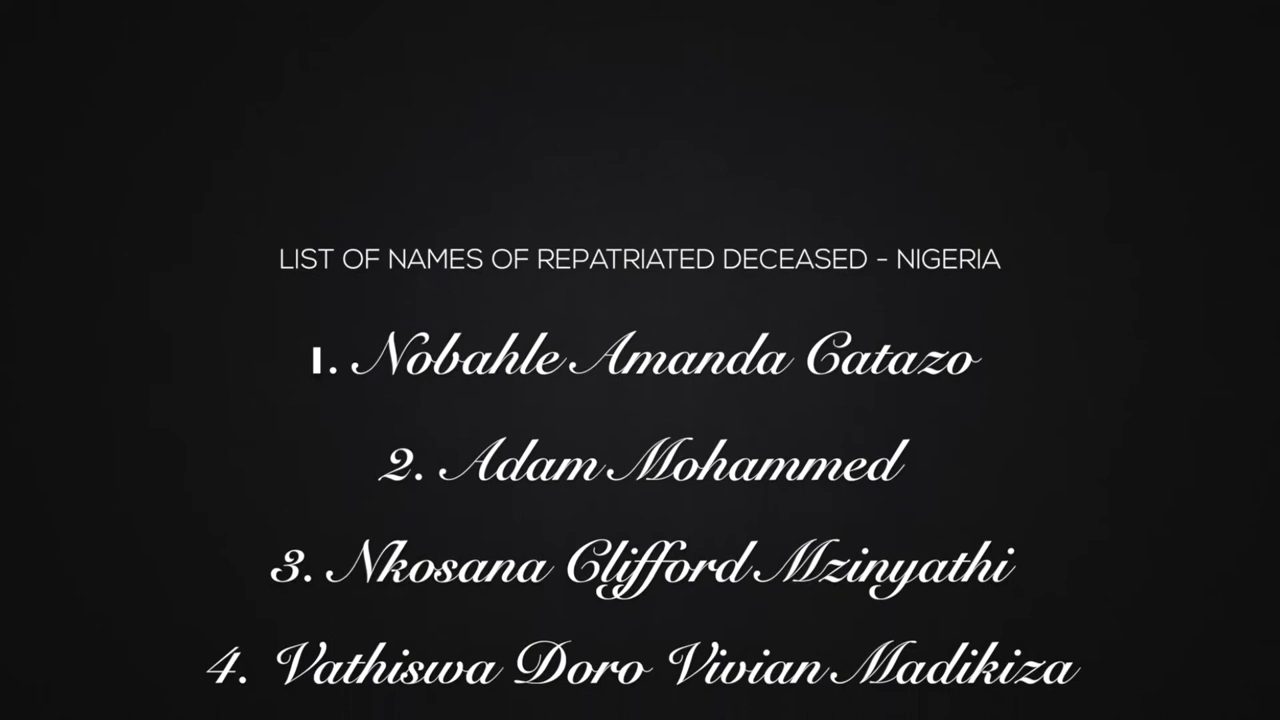 LIST OF NAMES OF REPATRIATED DECEASED - NIGERIA
1. Nobahle Amanda Catazo
2. Adam Mohammed
3. Nkosana Clifford Mzinyathi
4. Vathiswa Doro Vivian Madikiza